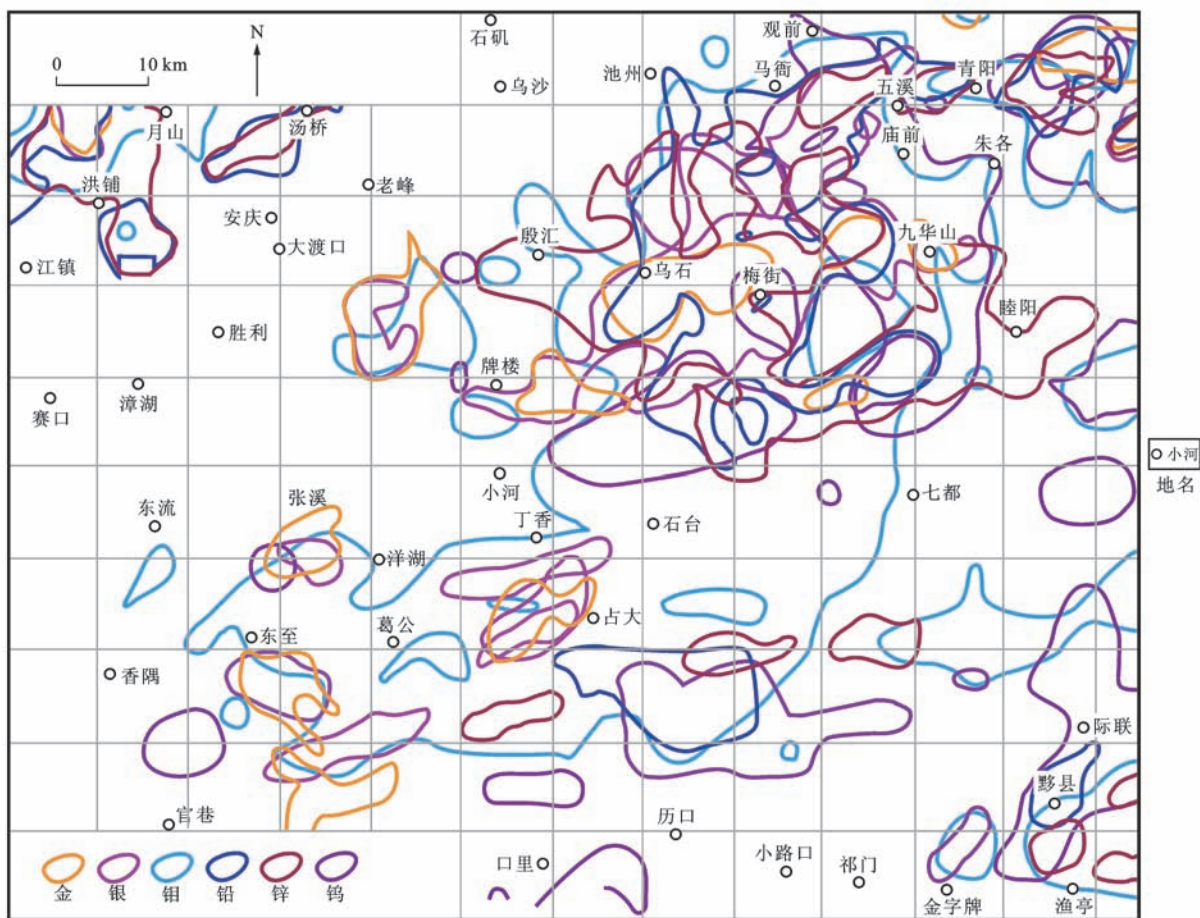 石矶
观前
N
0 10 km
池州
马衙
青阳
乌沙
五溪
月山
汤桥
庙前
朱各
洪铺
老峰
安庆
殷汇
九华山
大渡口
江镇
乌石
梅街
胜利
睦阳
牌楼
赛口
漳湖
小河
地名
小河
七都
东流
张溪
丁香
石台
洋湖
占大
葛公
东至
香隅
际联
黟县
官巷
历口
口里
小路口
祁门
金 银 钼 铅 锌 钨
金字牌
渔亭